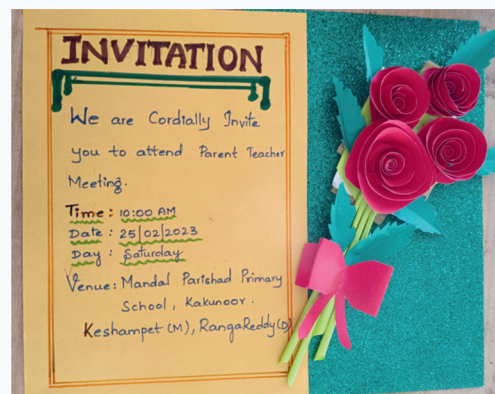 INVITATION
We are Cordially Invite
you to attend Parent Teacher
Meeting.
Time: 10:00 AM
Date : 25/02/2023
Day : Saturday
Venue: Mandal Parishad Primary
School, Kakunoor.
Keshampet (M), RangaReddy(D)